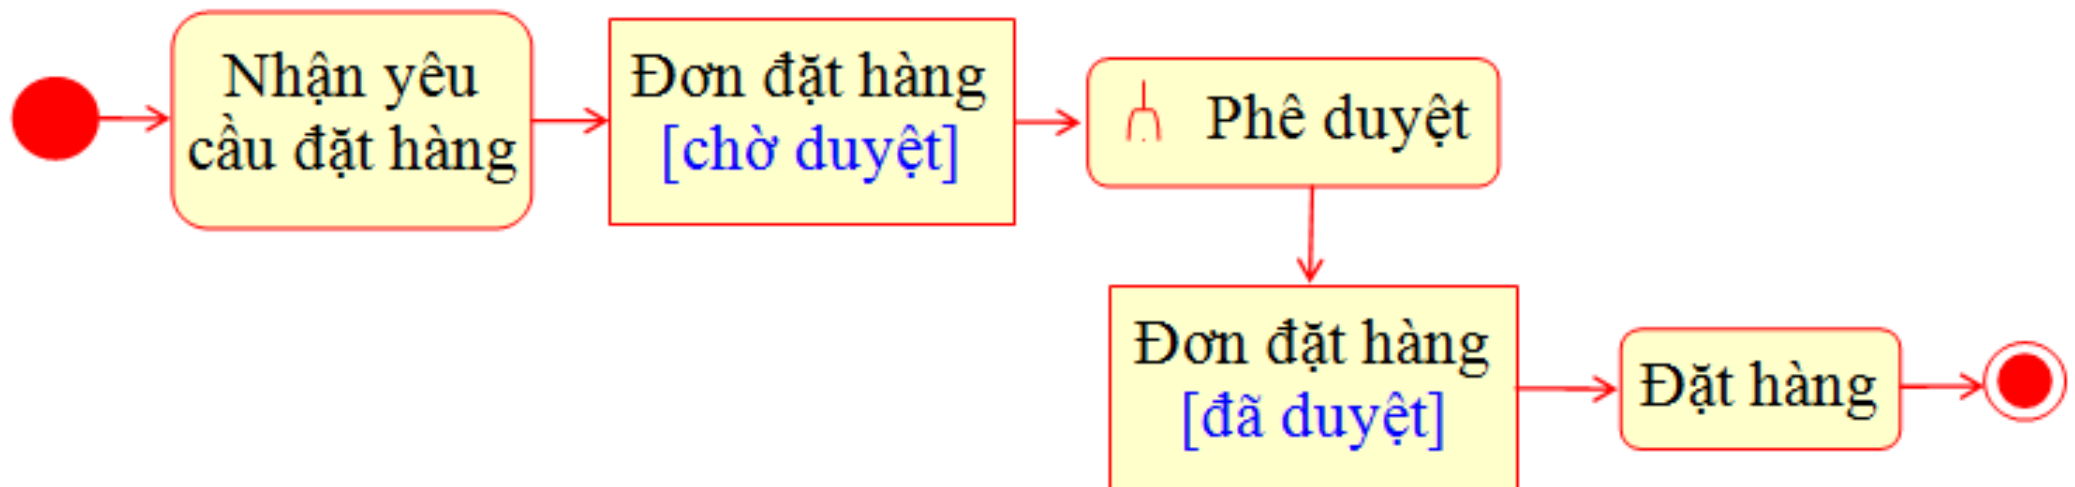 Nhận yêu
cầu đặt hàng
Đơn đặt hàng
[chờ duyệt]
Phê duyệt
Đơn đặt hàng
[đã duyệt]
Đặt hàng